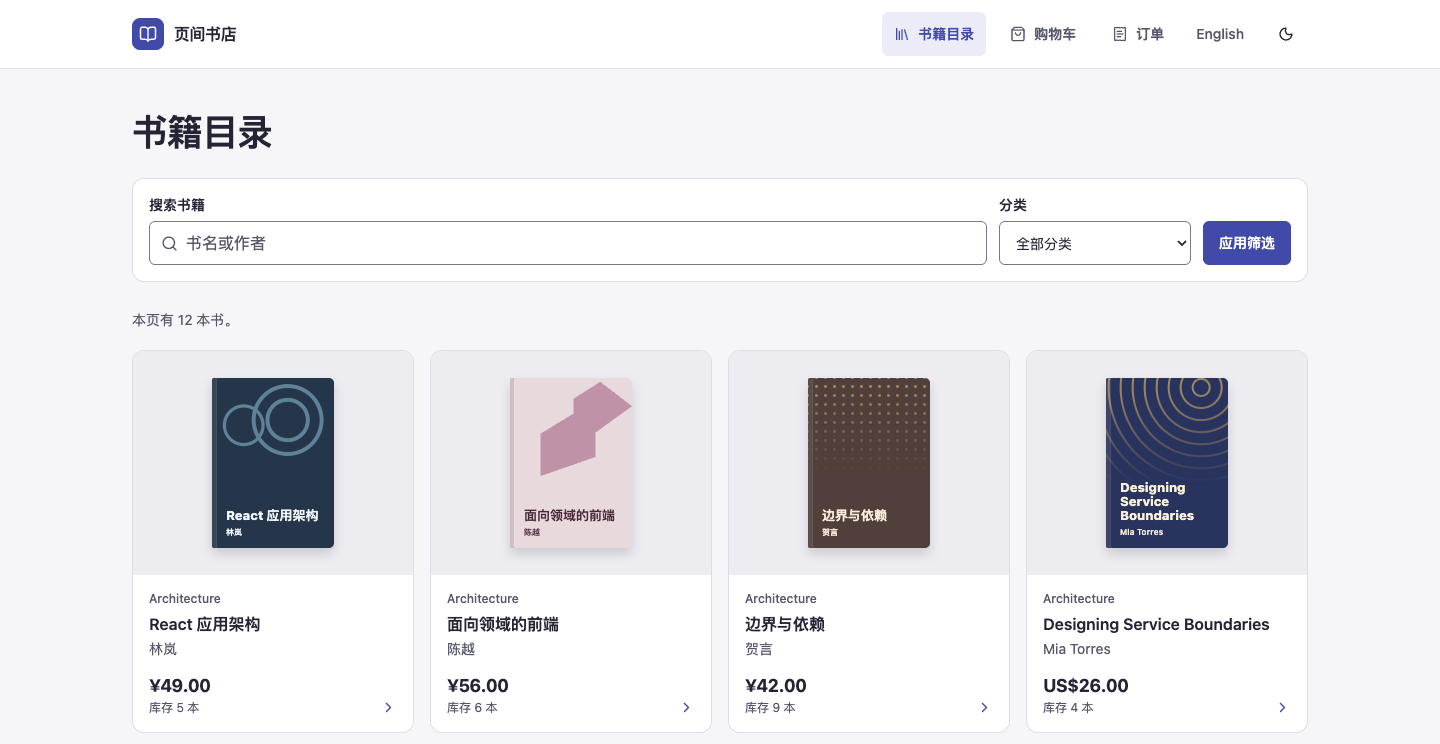 页间书店
书籍目录
购物车
订单
English
书籍目录
搜索书籍
分类
书名或作者
全部分类
应用筛选
本页有 12 本书。
React 应用架构
林岚
面向领域的前端
陈越
边界与依赖
贺言
Designing
Service
Boundaries
Mia Torres
Architecture
React 应用架构
林岚
¥49.00
库存 5 本
Architecture
面向领域的前端
陈越
¥56.00
库存 6 本
Architecture
边界与依赖
贺言
¥42.00
库存 9 本
Architecture
Designing Service Boundaries
Mia Torres
US$26.00
库存 4 本